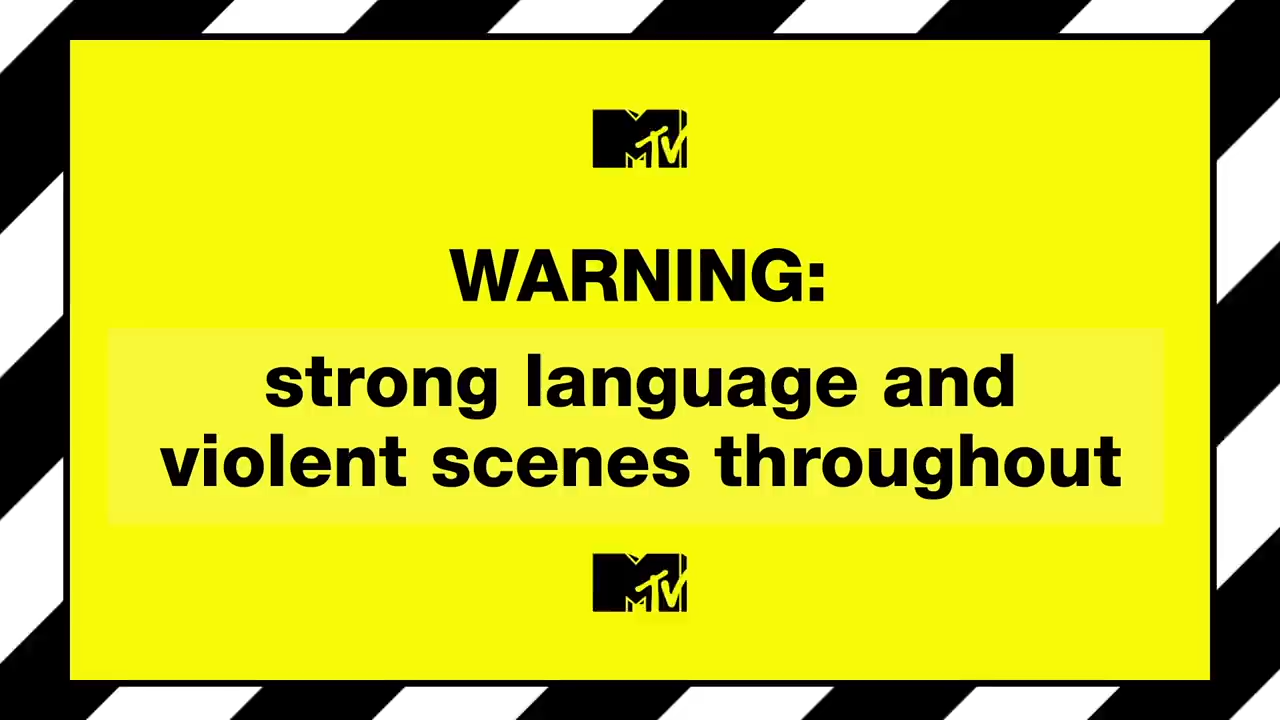 MTV
WARNING:
strong language and
violent scenes throughout
MTV